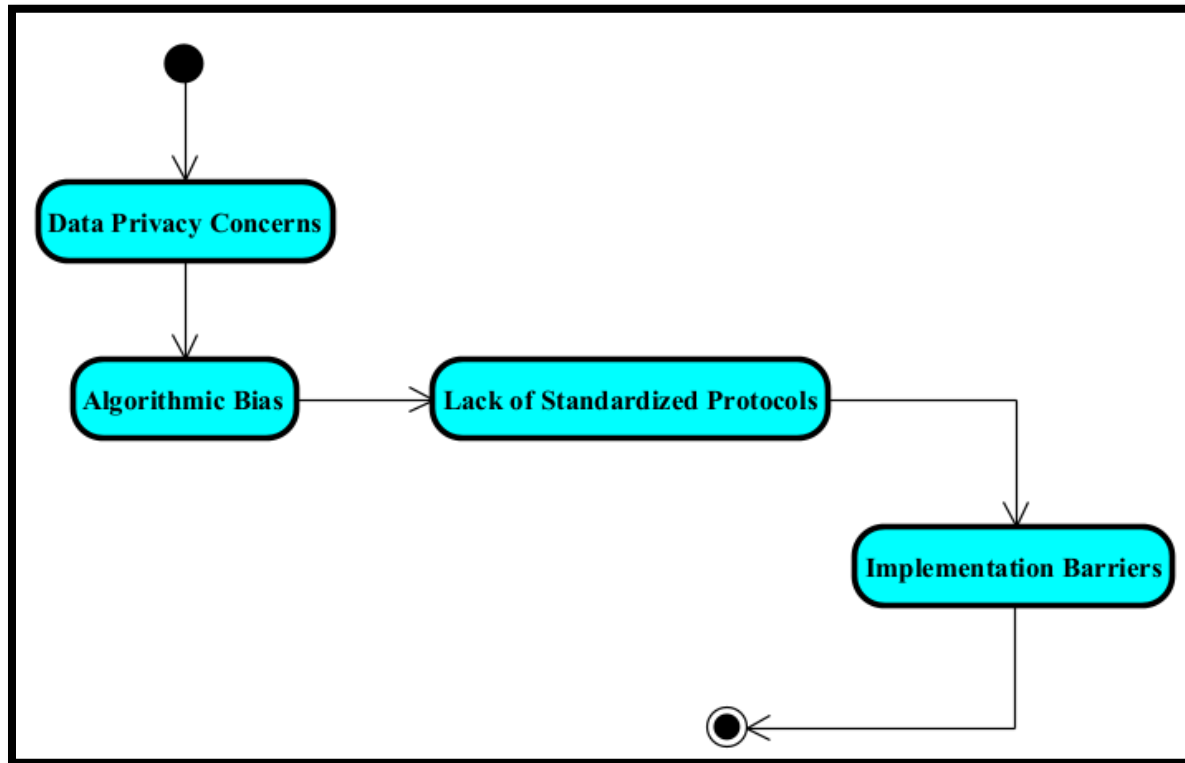 Data Privacy Concerns
Algorithmic Bias
Lack of Standardized Protocols
Implementation Barriers